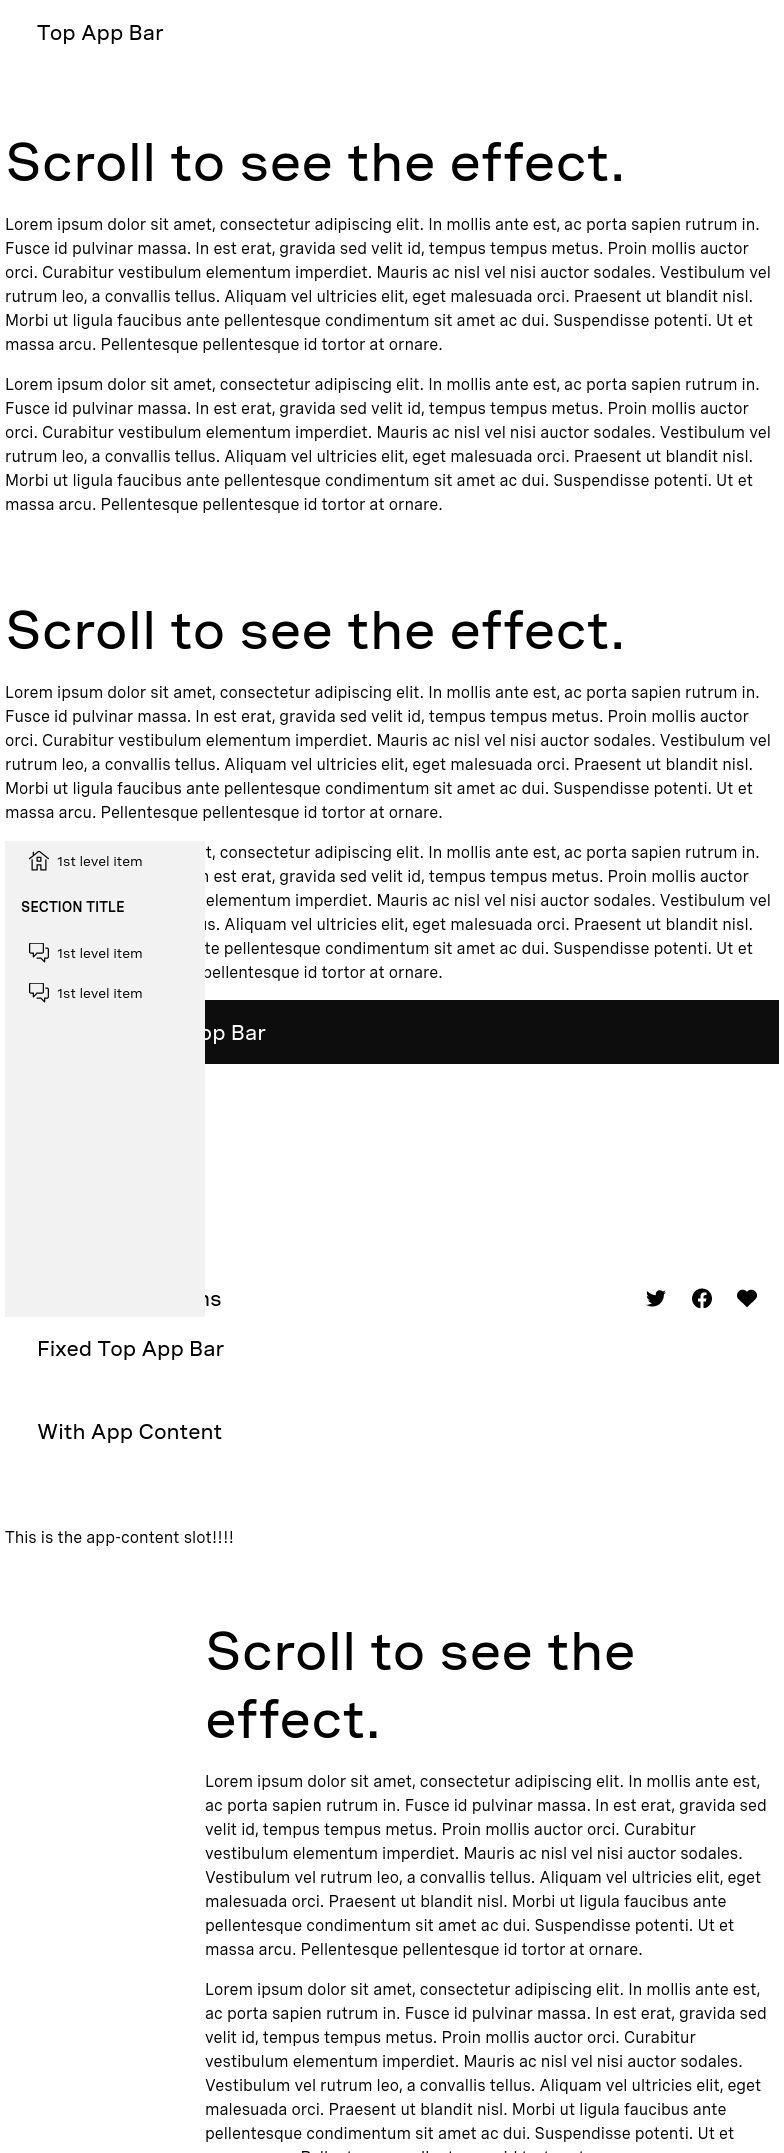 Top App Bar
Scroll to see the effect.
Lorem ipsum dolor sit amet, consectetur adipiscing elit. In mollis ante est, ac porta sapien rutrum in.
Fusce id pulvinar massa. In est erat, gravida sed velit id, tempus tempus metus. Proin mollis auctor
orci. Curabitur vestibulum elementum imperdiet. Mauris ac nisl vel nisi auctor sodales. Vestibulum vel
rutrum leo, a convallis tellus. Aliquam vel ultricies elit, eget malesuada orci. Praesent ut blandit nisl.
Morbi ut ligula faucibus ante pellentesque condimentum sit amet ac dui. Suspendisse potenti. Ut et
massa arcu. Pellentesque pellentesque id tortor at ornare.
Lorem ipsum dolor sit amet, consectetur adipiscing elit. In mollis ante est, ac porta sapien rutrum in.
Fusce id pulvinar massa. In est erat, gravida sed velit id, tempus tempus metus. Proin mollis auctor
orci. Curabitur vestibulum elementum imperdiet. Mauris ac nisl vel nisi auctor sodales. Vestibulum vel
rutrum leo, a convallis tellus. Aliquam vel ultricies elit, eget malesuada orci. Praesent ut blandit nisl.
Morbi ut ligula faucibus ante pellentesque condimentum sit amet ac dui. Suspendisse potenti. Ut et
massa arcu. Pellentesque pellentesque id tortor at ornare.
Scroll to see the effect.
Lorem ipsum dolor sit amet, consectetur adipiscing elit. In mollis ante est, ac porta sapien rutrum in.
Fusce id pulvinar massa. In est erat, gravida sed velit id, tempus tempus metus. Proin mollis auctor
orci. Curabitur vestibulum elementum imperdiet. Mauris ac nisl vel nisi auctor sodales. Vestibulum vel
rutrum leo, a convallis tellus. Aliquam vel ultricies elit, eget malesuada orci. Praesent ut blandit nisl.
Morbi ut ligula faucibus ante pellentesque condimentum sit amet ac dui. Suspendisse potenti. Ut et
massa arcu. Pellentesque pellentesque id tortor at ornare.
1st level item
SECTION TITLE
1st level item
1st level item
consectetur adipiscing elit. In mollis ante est, ac porta sapien rutrum in.
est erat, gravida sed velit id, tempus tempus metus. Proin mollis auctor
elementum imperdiet. Mauris ac nisl vel nisi auctor sodales. Vestibulum vel
Aliquam vel ultricies elit, eget malesuada orci. Praesent ut blandit nisl.
pellentesque condimentum sit amet ac dui. Suspendisse potenti. Ut et
pellentesque id tortor at ornare.
Bar
Fixed Top App Bar
With App Content
This is the app-content slot!!!!
Scroll to see the
effect.
Lorem ipsum dolor sit amet, consectetur adipiscing elit. In mollis ante est,
ac porta sapien rutrum in. Fusce id pulvinar massa. In est erat, gravida sed
velit id, tempus tempus metus. Proin mollis auctor orci. Curabitur
vestibulum elementum imperdiet. Mauris ac nisl vel nisi auctor sodales.
Vestibulum vel rutrum leo, a convallis tellus. Aliquam vel ultricies elit, eget
malesuada orci. Praesent ut blandit nisl. Morbi ut ligula faucibus ante
pellentesque condimentum sit amet ac dui. Suspendisse potenti. Ut et
massa arcu. Pellentesque pellentesque id tortor at ornare.
Lorem ipsum dolor sit amet, consectetur adipiscing elit. In mollis ante est,
ac porta sapien rutrum in. Fusce id pulvinar massa. In est erat, gravida sed
velit id, tempus tempus metus. Proin mollis auctor orci. Curabitur
vestibulum elementum imperdiet. Mauris ac nisl vel nisi auctor sodales.
Vestibulum vel rutrum leo, a convallis tellus. Aliquam vel ultricies elit, eget
malesuada orci. Praesent ut blandit nisl. Morbi ut ligula faucibus ante
pellentesque condimentum sit amet ac dui. Suspendisse potenti. Ut et